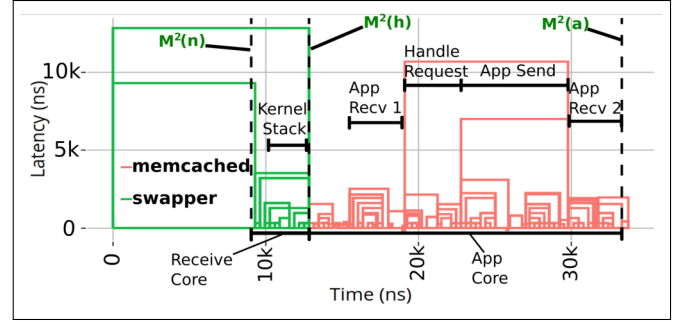 M²(n)
M²(h)
M²(a)
Handle
Request
App Send
App
Recv 1
App
Recv 2
Kernel
Stack
10k
5k
0
Latency (ns)
memcached
swapper
0
10k
20k
30k
Receive
Core
App
Core
Time (ns)